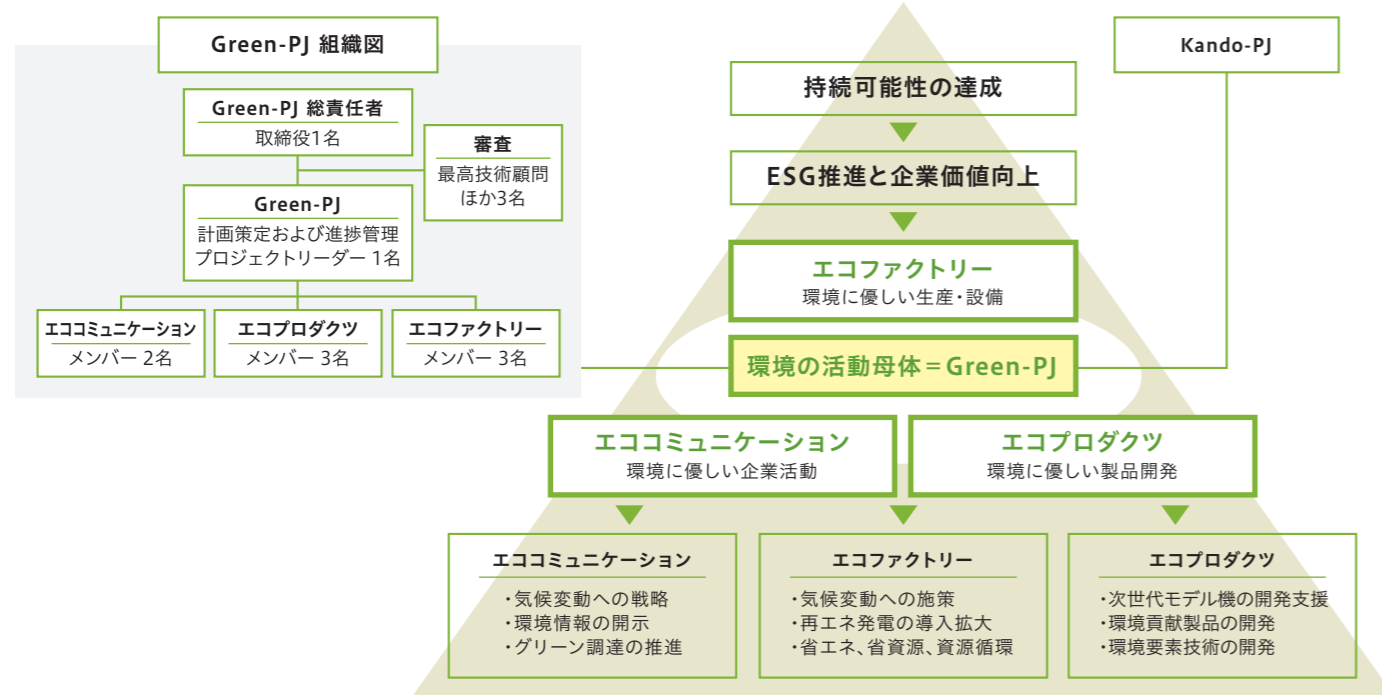 Green-PJ 組織図
Green-PJ 総責任者
取締役1名
審査
最高技術顧問
ほか3名
Green-PJ
計画策定および進捗管理
プロジェクトリーダー 1名
エココミュニケーション
メンバー 2名
エコプロダクツ
メンバー 3名
エコファクトリー
メンバー 3名
Kando-PJ
持続可能性の達成
ESG推進と企業価値向上
エコファクトリー
環境に優しい生産・設備
環境の活動母体＝Green-PJ
エココミュニケーション
環境に優しい企業活動
エコプロダクツ
環境に優しい製品開発
エココミュニケーション
・気候変動への戦略
・環境情報の開示
・グリーン調達の推進
エコファクトリー
・気候変動への施策
・再エネ発電の導入拡大
・省エネ、省資源、資源循環
エコプロダクツ
・次世代モデル機の開発支援
・環境貢献製品の開発
・環境要素技術の開発